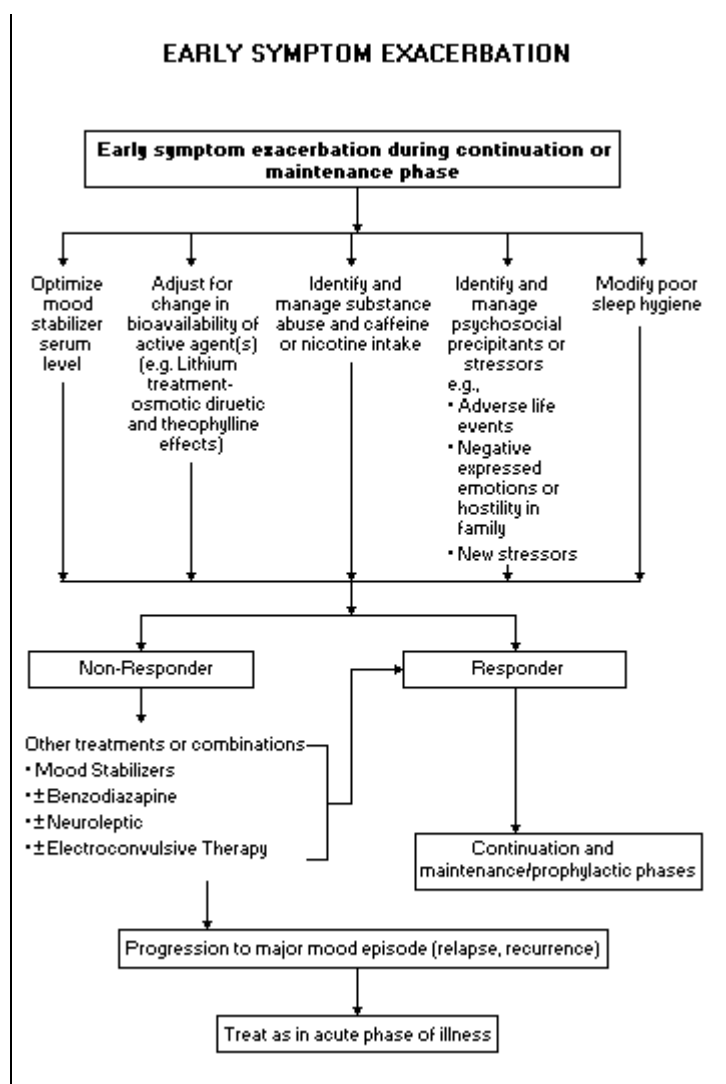 EARLY SYMPTOM EXACERBATION
Early symptom exacerbation during continuation or
maintenance phase
Optimize
mood
stabilizer
serum
level
Adjust for
change in
bioavailability of
active agent(s)
(e.g. Lithium
treatment-
osmotic diruetic
and theophylline
effects)
Identify and
manage substance
abuse and caffeine
or nicotine intake
Identify and
manage
psychosocial
precipitants or
stressors
e.g.,
• Adverse life
events
• Negative
expressed
emotions or
hostility in
family
• New stressors
Modify poor
sleep hygiene
Non-Responder
Responder
Other treatments or combinations
• Mood Stabilizers
• ±Benzodiazapine
• ±Neuroleptic
• ±Electroconvulsive Therapy
Continuation and
maintenance/prophylactic phases
Progression to major mood episode (relapse, recurrence)
Treat as in acute phase of illness